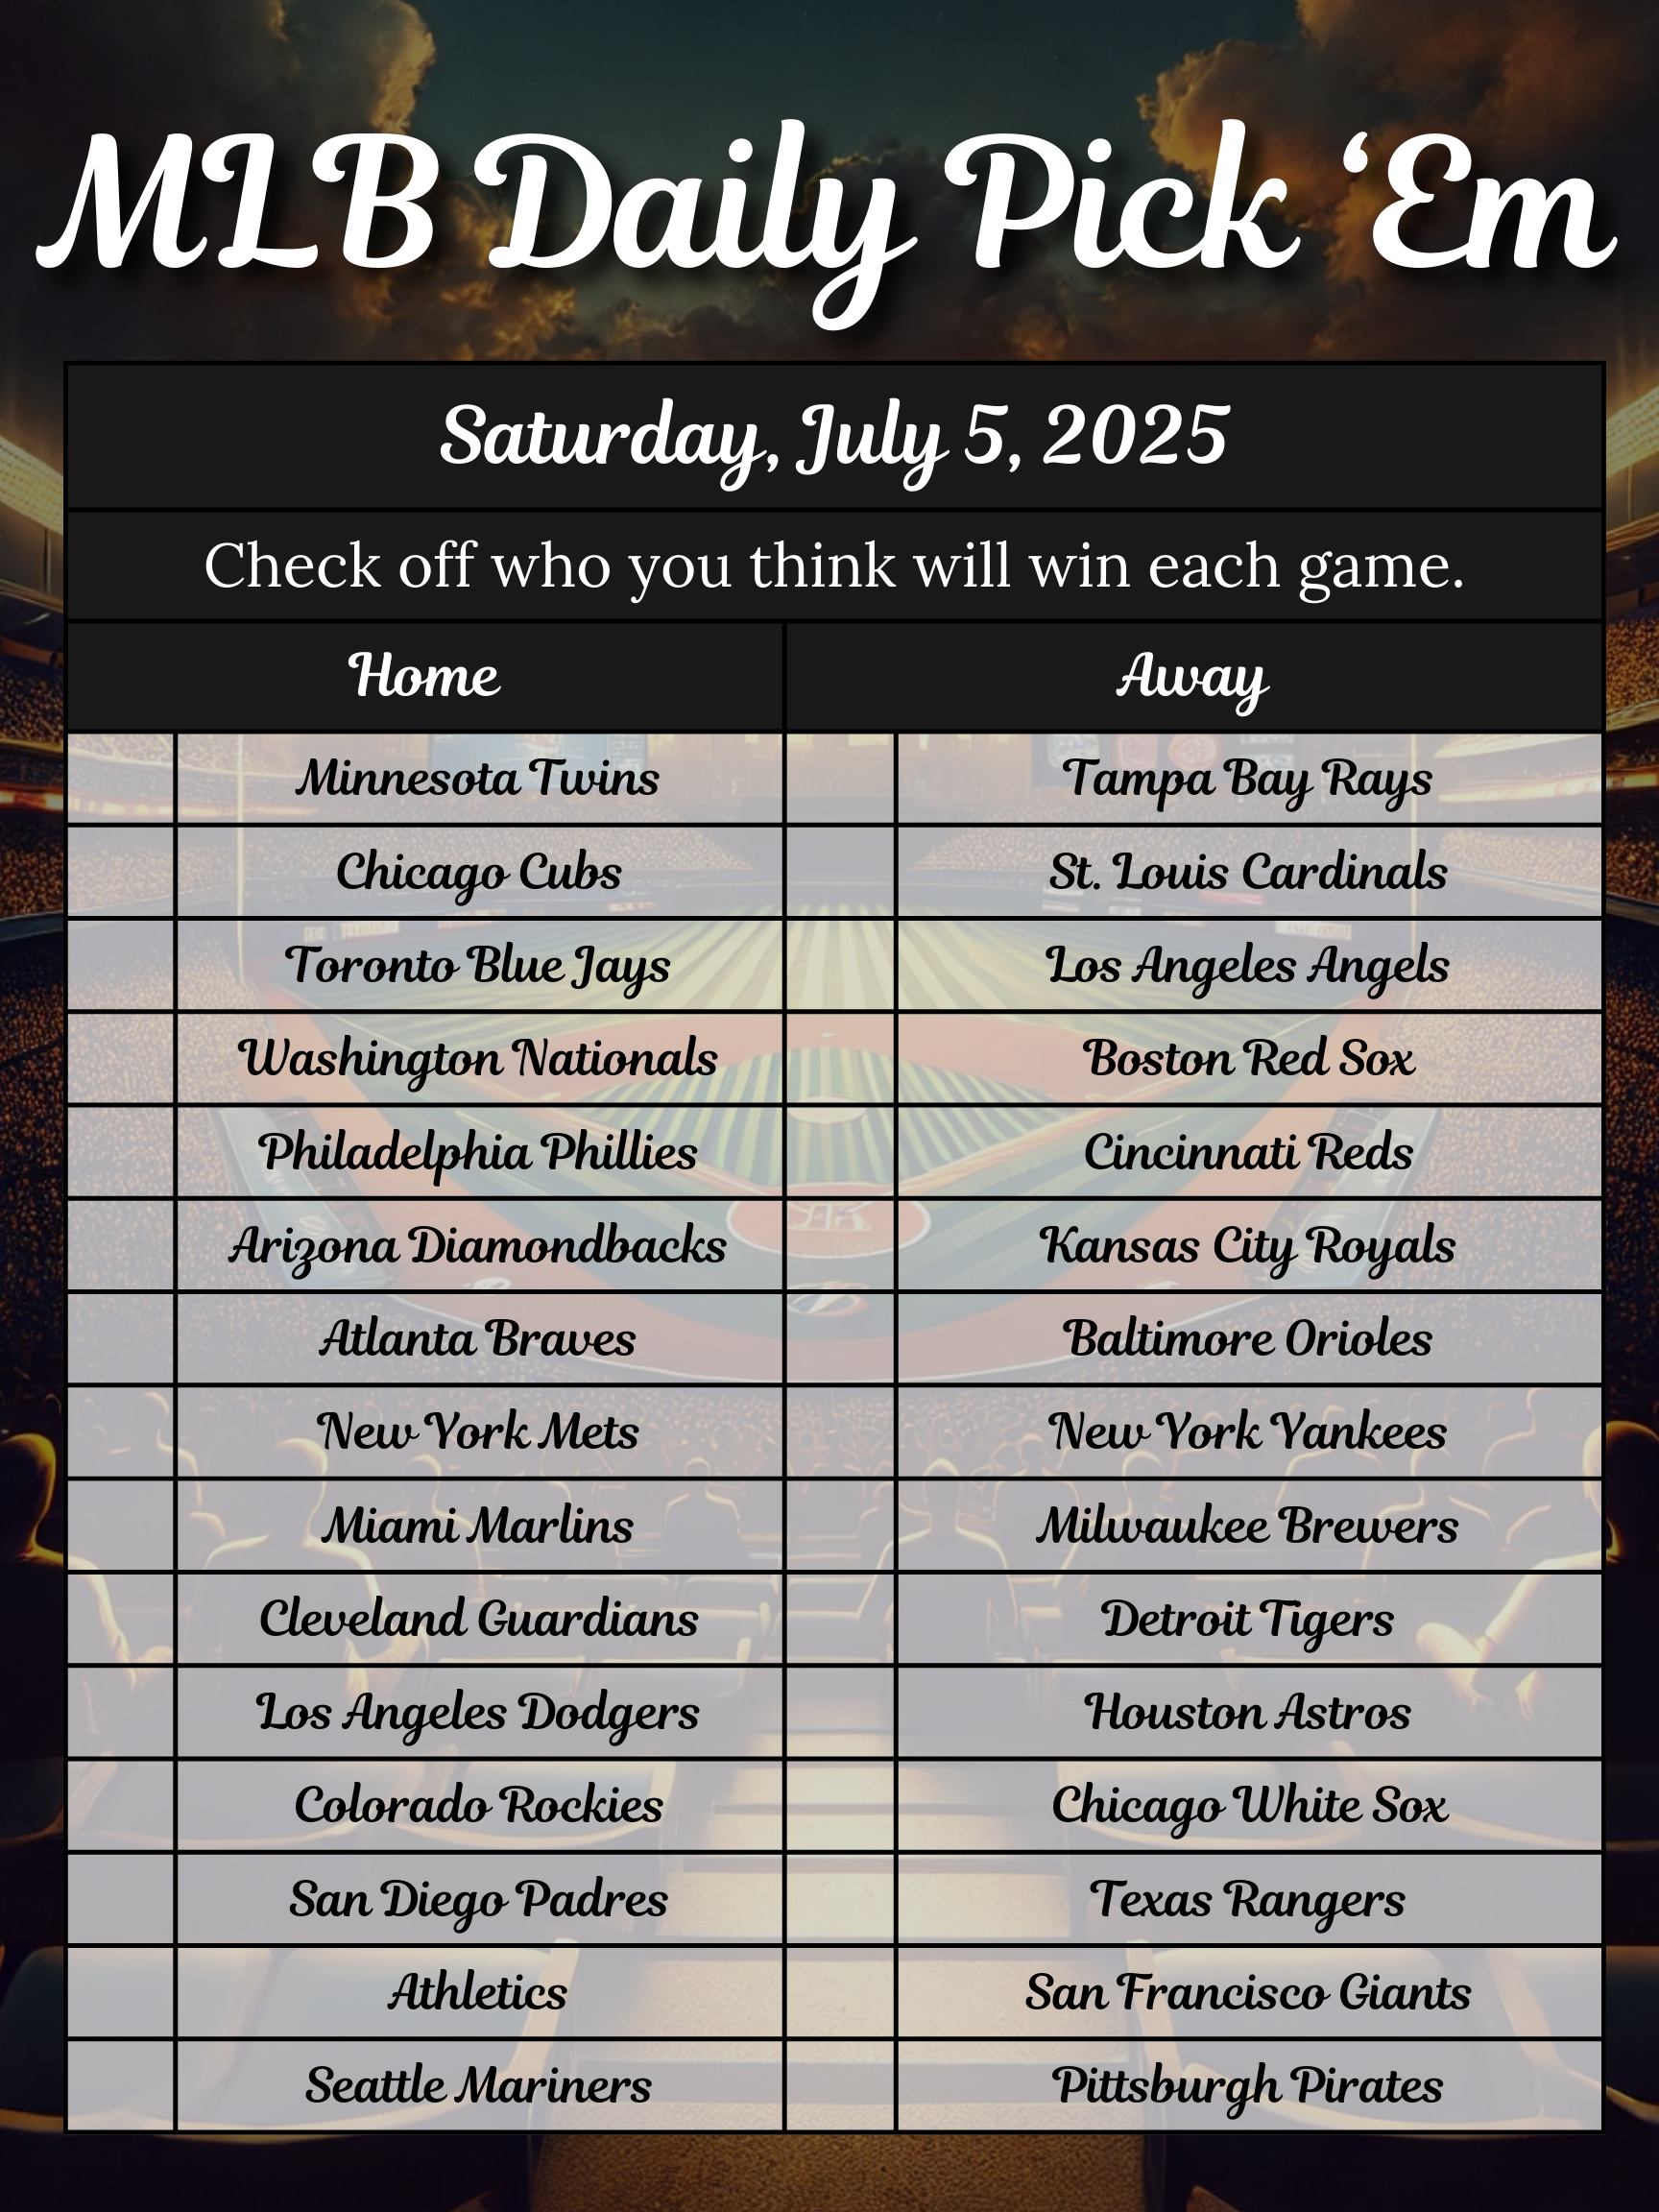 MLB Daily Pick ‘Em
Saturday, July 5, 2025
Check off who you think will win each game.
Home Away
Minnesota Twins Tampa Bay Rays
Chicago Cubs St. Louis Cardinals
Toronto Blue Jays Los Angeles Angels
Washington Nationals Boston Red Sox
Philadelphia Phillies Cincinnati Reds
Arizona Diamondbacks Kansas City Royals
Atlanta Braves Baltimore Orioles
New York Mets New York Yankees
Miami Marlins Milwaukee Brewers
Cleveland Guardians Detroit Tigers
Los Angeles Dodgers Houston Astros
Colorado Rockies Chicago White Sox
San Diego Padres Texas Rangers
Athletics San Francisco Giants
Seattle Mariners Pittsburgh Pirates